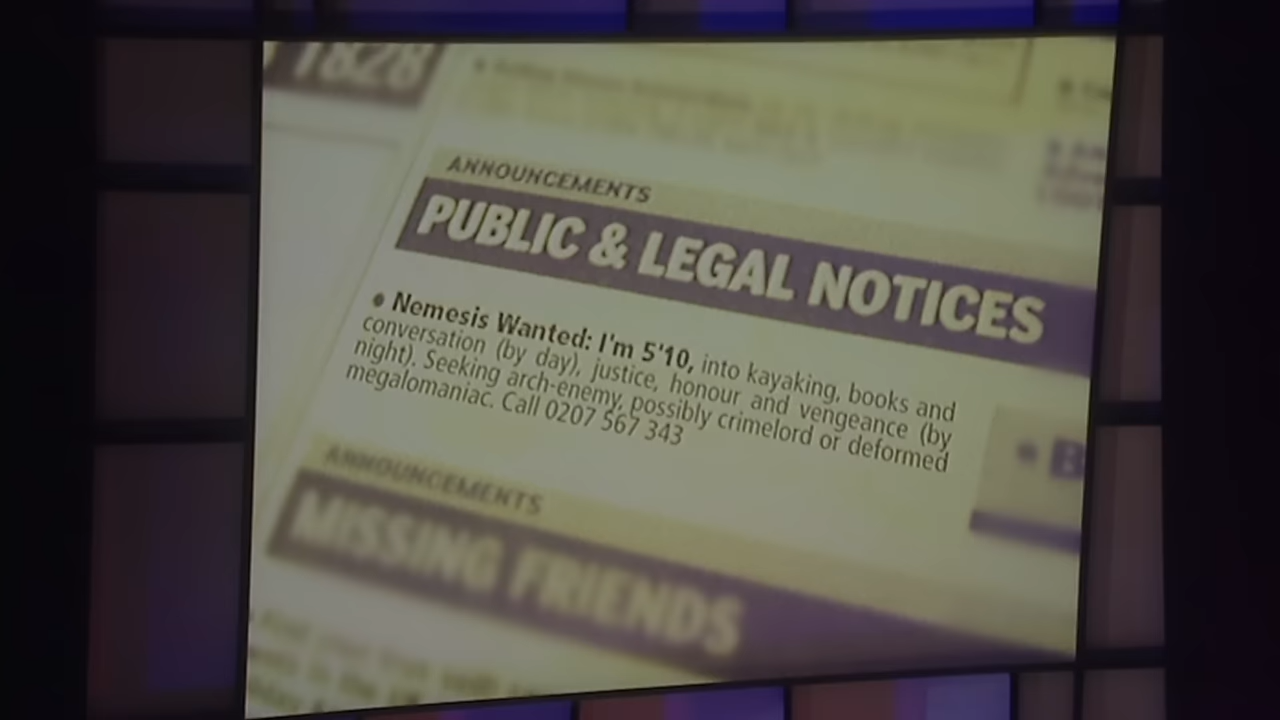 1828
ANNOUNCEMENTS
PUBLIC & LEGAL NOTICES
• Nemesis Wanted: I'm 5'10, into kayaking, books and
conversation (by day), justice, honour and vengeance (by
night). Seeking arch-enemy, possibly crimelord or deformed
megalomaniac. Call 0207 567 343
ANNOUNCEMENTS
MISSING FRIENDS